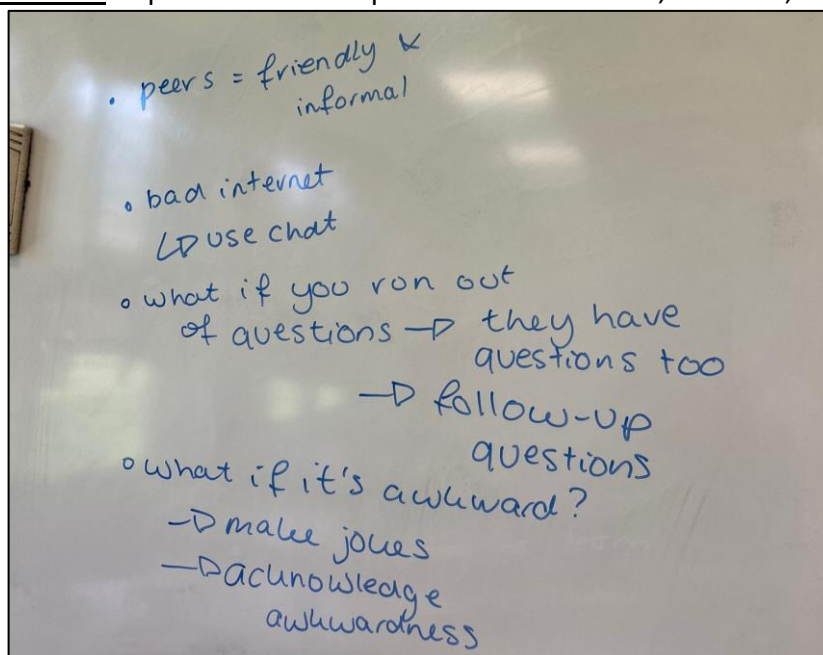 • peers = friendly &
informal
• bad internet
↳ use chat
• what if you run out
of questions → they have
questions too
→ follow-up
questions
• what if it's awkward?
→ make jokes
→ acknowledge
awkwardness